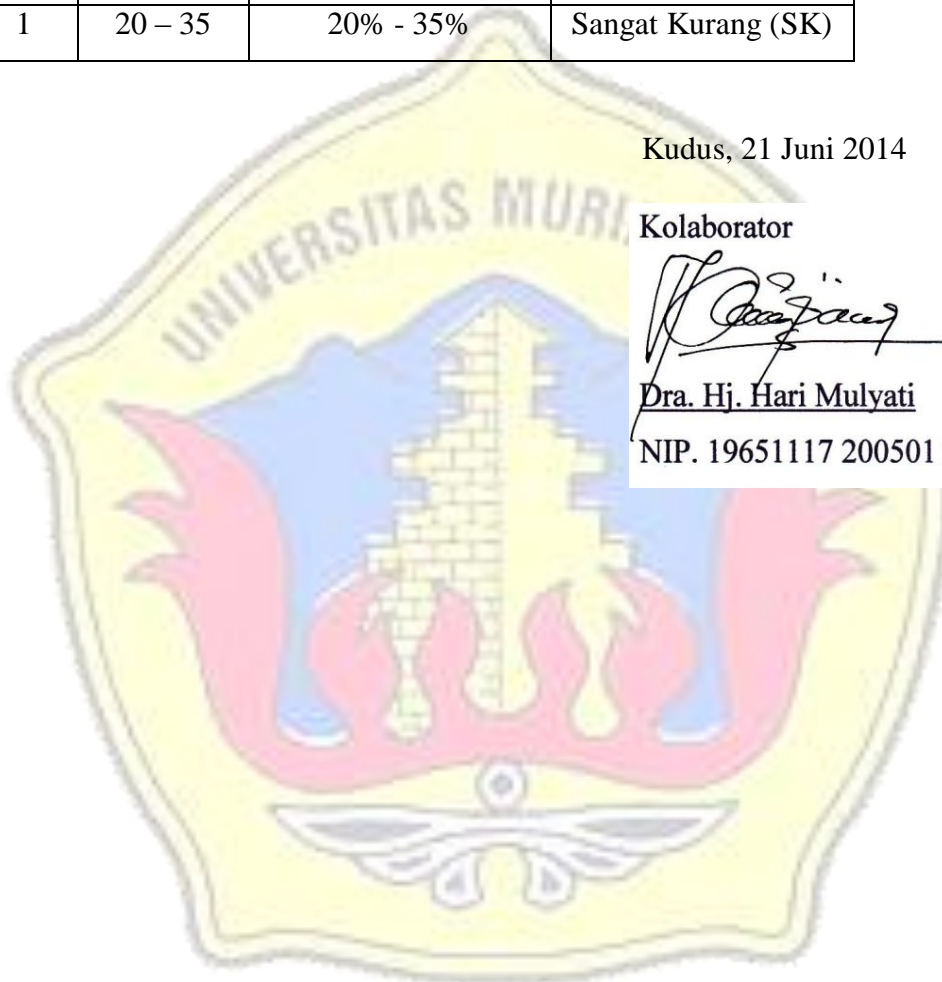 1 20 – 35 20% - 35% Sangat Kurang (SK)
Kudus, 21 Juni 2014
UNIVERSITAS MURI
Kolaborator
Dra. Hj. Hari Mulyati
NIP. 19651117 200501